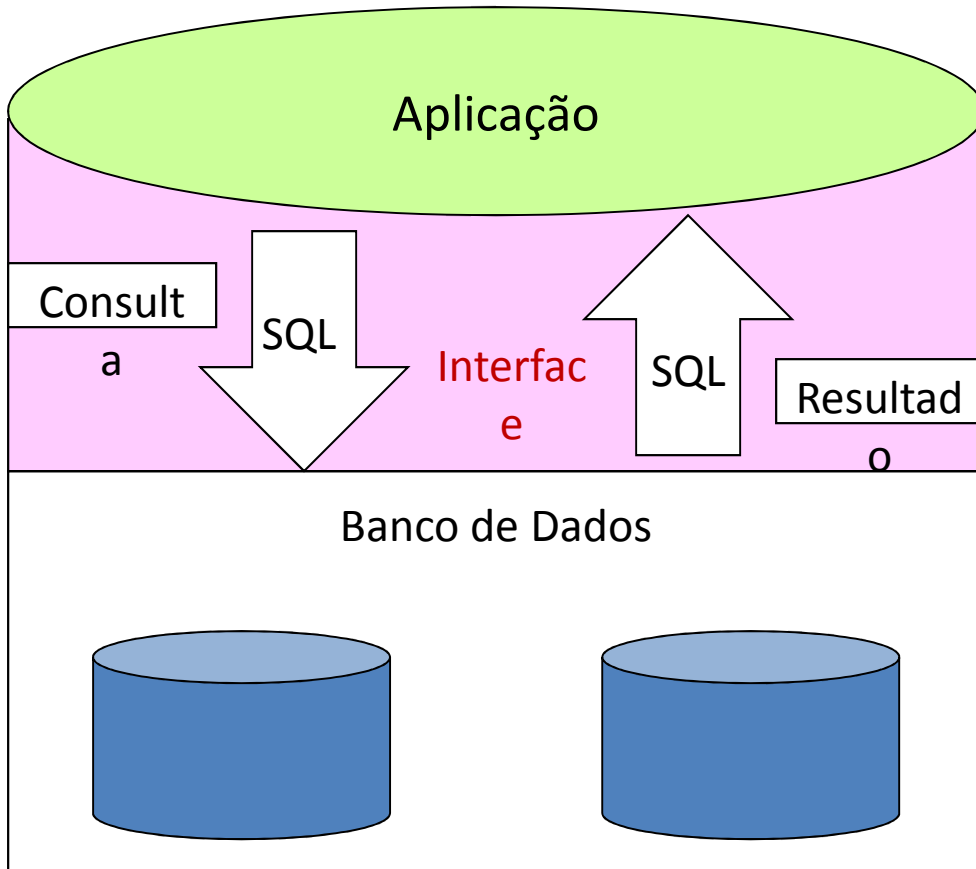 Aplicação
Consult
a
SQL
Interfac
e
SQL
Resultad
o
Banco de Dados